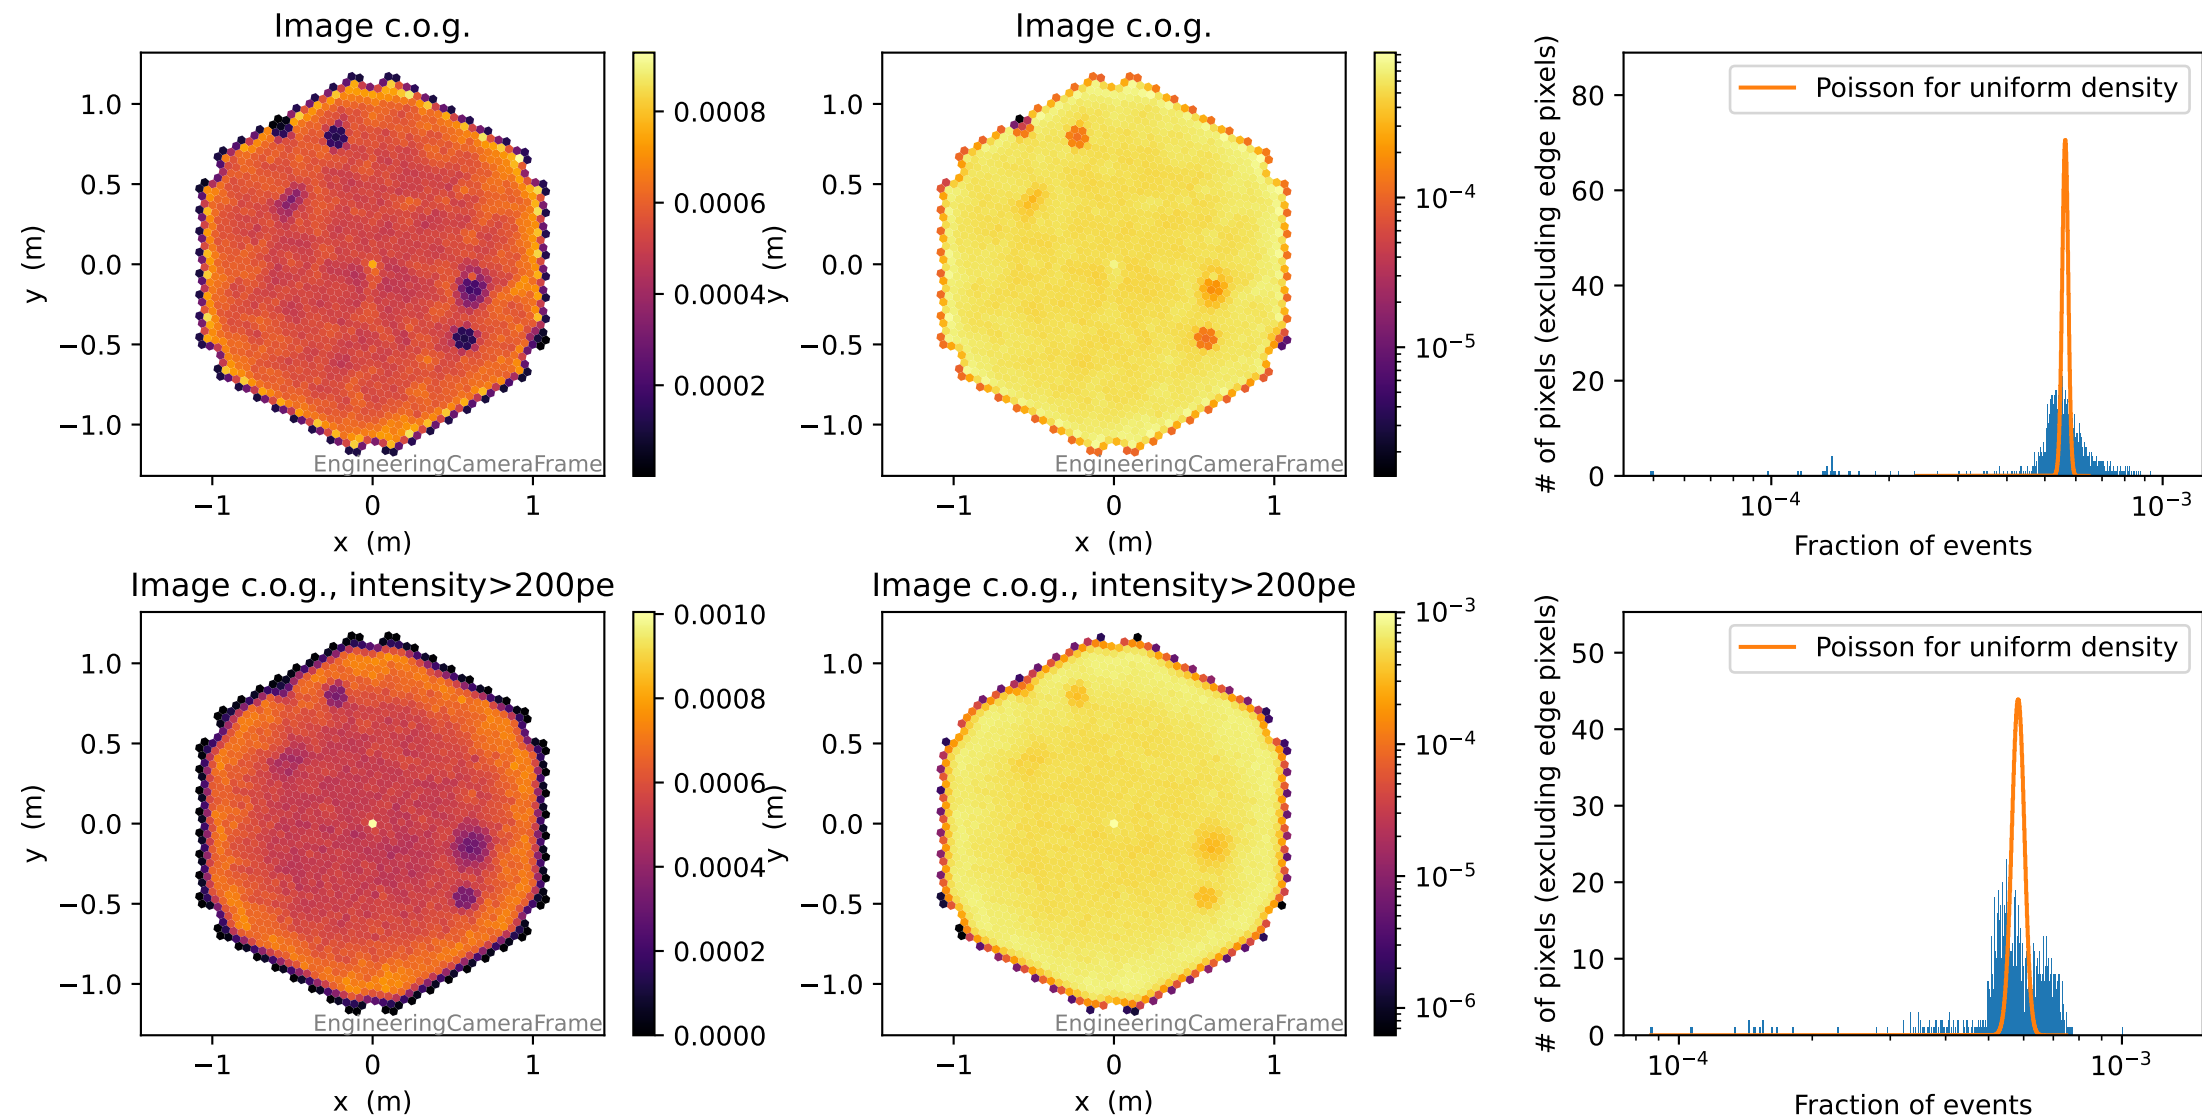 Image c.o.g.
y (m)
1.0
0.5
0.0
−0.5
−1.0
−1
0
1
x (m)
EngineeringCameraFrame
0.0008
0.0006
0.0004
0.0002
Image c.o.g.
y (m)
1.0
0.5
0.0
−0.5
−1.0
−1
0
1
x (m)
EngineeringCameraFrame
10⁻⁴
10⁻⁵
# of pixels (excluding edge pixels)
80
60
40
20
0
Poisson for uniform density
10⁻⁴
10⁻³
Fraction of events
Image c.o.g., intensity>200pe
y (m)
1.0
0.5
0.0
−0.5
−1.0
−1
0
1
x (m)
EngineeringCameraFrame
0.0010
0.0008
0.0006
0.0004
0.0002
0.0000
Image c.o.g., intensity>200pe
y (m)
1.0
0.5
0.0
−0.5
−1.0
−1
0
1
x (m)
EngineeringCameraFrame
10⁻³
10⁻⁴
10⁻⁵
10⁻⁶
# of pixels (excluding edge pixels)
50
40
30
20
10
0
Poisson for uniform density
10⁻⁴
10⁻³
Fraction of events